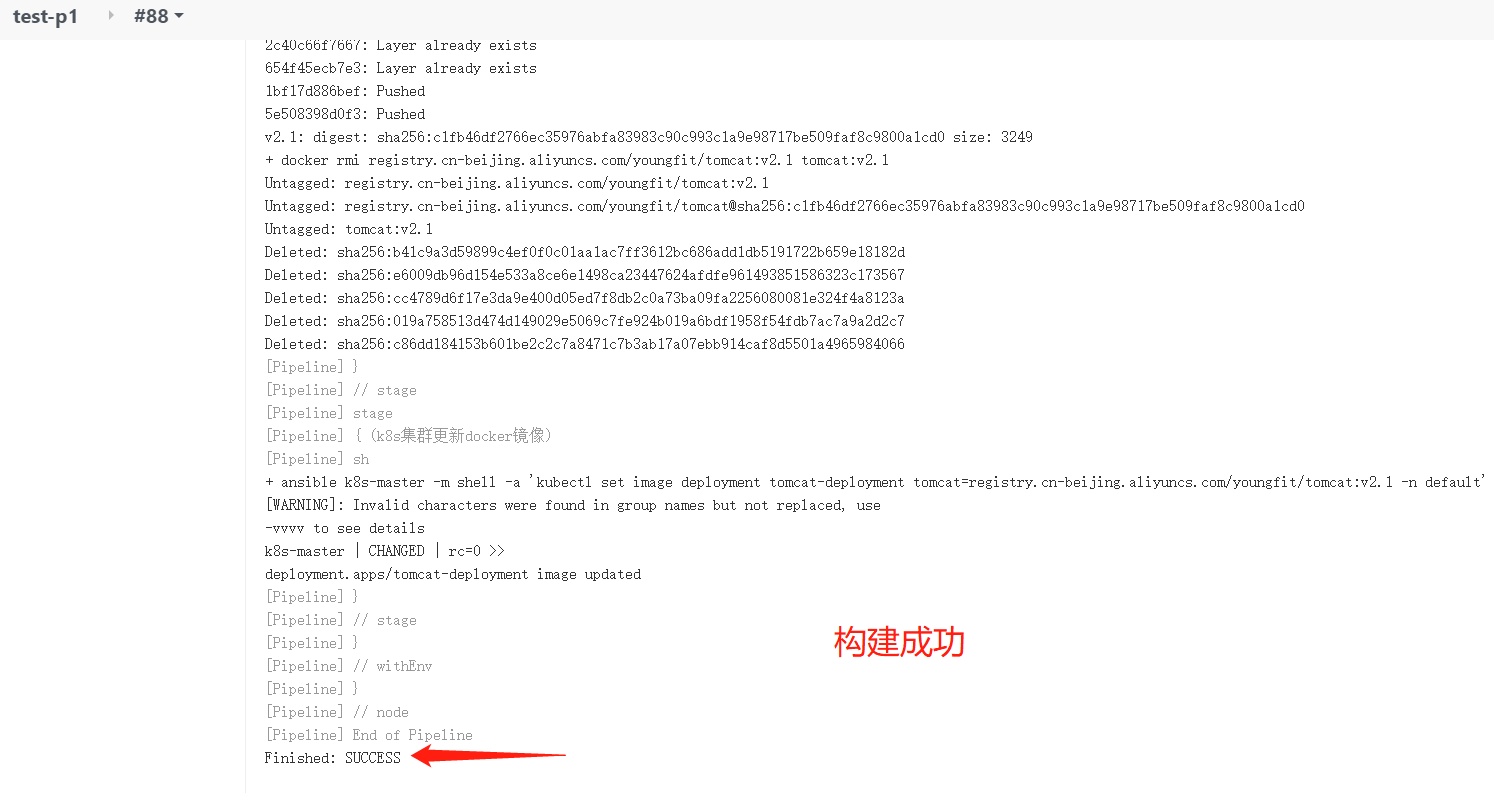 test-p1 #88
2c40c66f7667: Layer already exists
654f45ecb7e3: Layer already exists
1bf17d886bef: Pushed
5e508398d0f3: Pushed
v2.1: digest: sha256:c1fb46df2766ec35976abfa83983c90c993c1a9e98717be509faf8c9800a1cd0 size: 3249
+ docker rmi registry.cn-beijing.aliyuncs.com/youngfit/tomcat:v2.1 tomcat:v2.1
Untagged: registry.cn-beijing.aliyuncs.com/youngfit/tomcat:v2.1
Untagged: registry.cn-beijing.aliyuncs.com/youngfit/tomcat@sha256:c1fb46df2766ec35976abfa83983c90c993c1a9e98717be509faf8c9800a1cd0
Untagged: tomcat:v2.1
Deleted: sha256:b41c9a3d59899c4ef0f0c01aa1ac7ff3612bc686add1db5191722b659e18182d
Deleted: sha256:e6009db96d154e533a8ce6e1498ca23447624afdfe961493851586323c173567
Deleted: sha256:cc4789d6f17e3da9e400d05ed7f8db2c0a73ba09fa2256080081e324f4a8123a
Deleted: sha256:019a758513d474d149029e5069c7fe924b019a6bdf1958f54fdb7ac7a9a2d2c7
Deleted: sha256:c86dd184153b601be2c2c7a8471c7b3ab17a07ebb914caf8d5501a4965984066
[Pipeline] }
[Pipeline] // stage
[Pipeline] stage
[Pipeline] { (k8s集群更新docker镜像)
[Pipeline] sh
+ ansible k8s-master -m shell -a 'kubectl set image deployment tomcat-deployment tomcat=registry.cn-beijing.aliyuncs.com/youngfit/tomcat:v2.1 -n default'
[WARNING]: Invalid characters were found in group names but not replaced, use
-vvvv to see details
k8s-master | CHANGED | rc=0 >>
deployment.apps/tomcat-deployment image updated
[Pipeline] }
[Pipeline] // stage
[Pipeline] }
[Pipeline] // withEnv
[Pipeline] }
[Pipeline] // node
[Pipeline] End of Pipeline
Finished: SUCCESS
构建成功